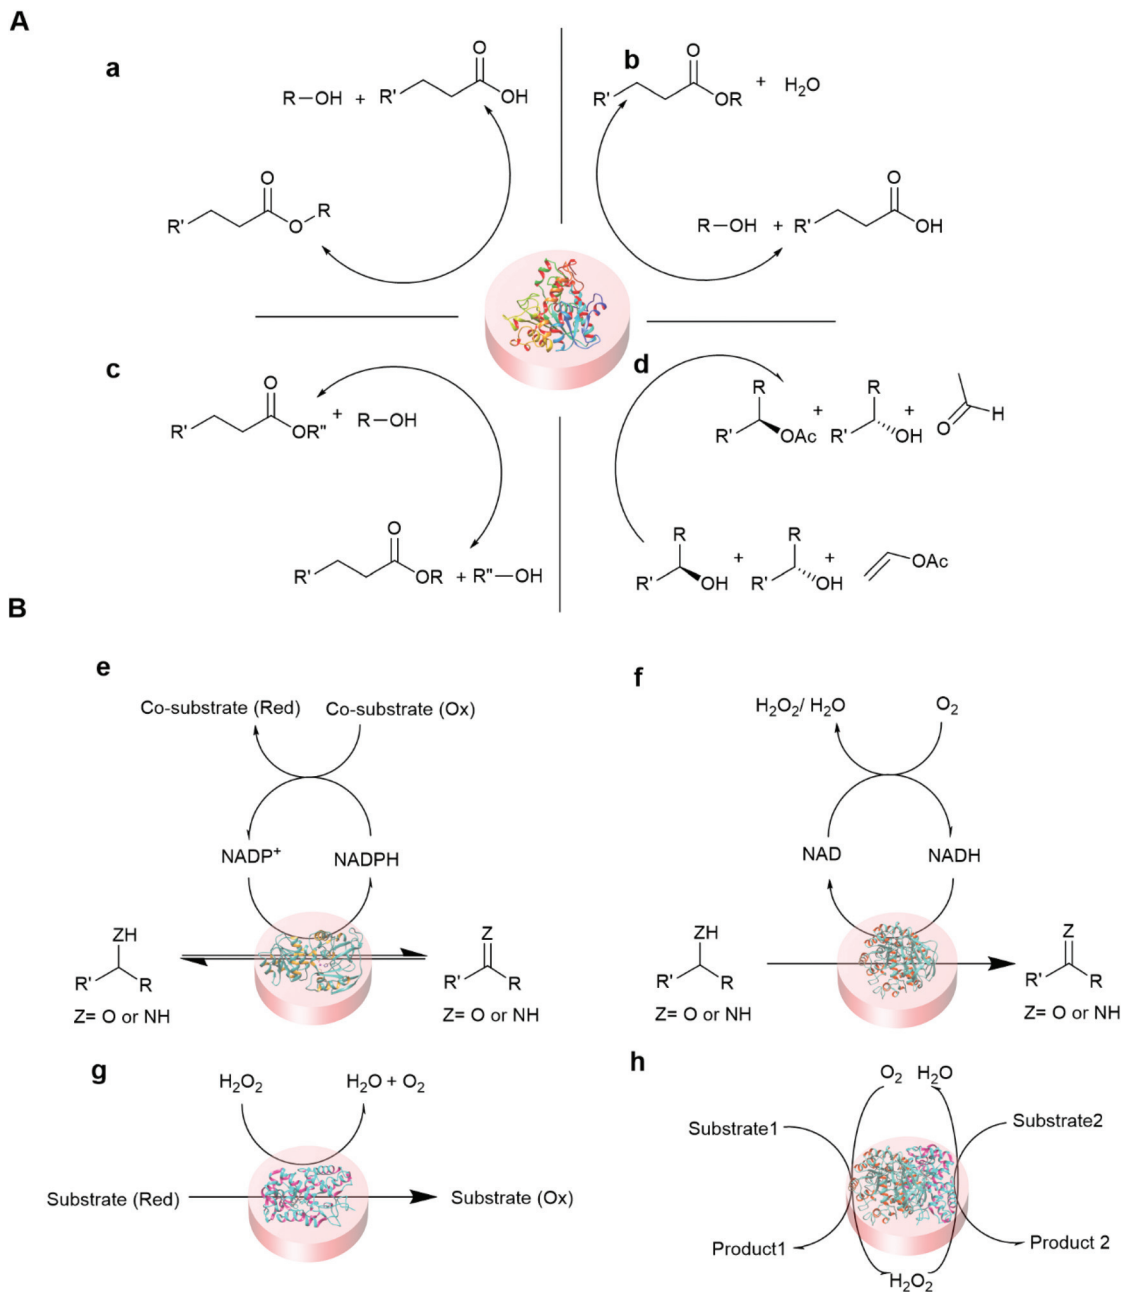 A
a
R—OH + R' O OH
R' O O R
b
R' O OR + H₂O
R—OH + R' O OH
c
R' O OR" + R—OH
R' O OR + R"—OH
d
R R' OAc + R R' OH + O H
R R' OH + R R' OH + OAc
B
e
Co-substrate (Red) Co-substrate (Ox)
NADP⁺ NADPH
ZH R' R
Z R' R
Z= O or NH Z= O or NH
f
H₂O₂/ H₂O O₂
NAD NADH
ZH R' R
Z R' R
Z= O or NH Z= O or NH
g
H₂O₂ H₂O + O₂
Substrate (Red) Substrate (Ox)
h
O₂ H₂O
Substrate1 Substrate2
Product1 Product 2
H₂O₂